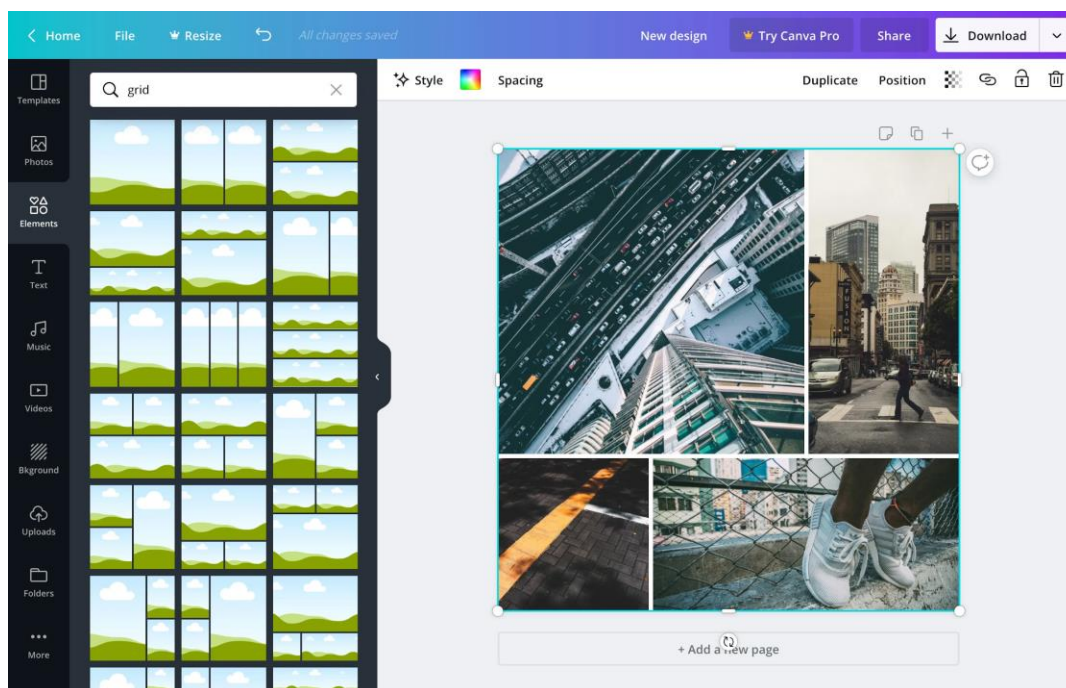 Home File Resize All changes saved New design Try Canva Pro Share Download
Style Spacing Duplicate Position
grid
Templates
Photos
Elements
Text
Music
Videos
Bkground
Uploads
Folders
More
FUSION
+ Add a new page